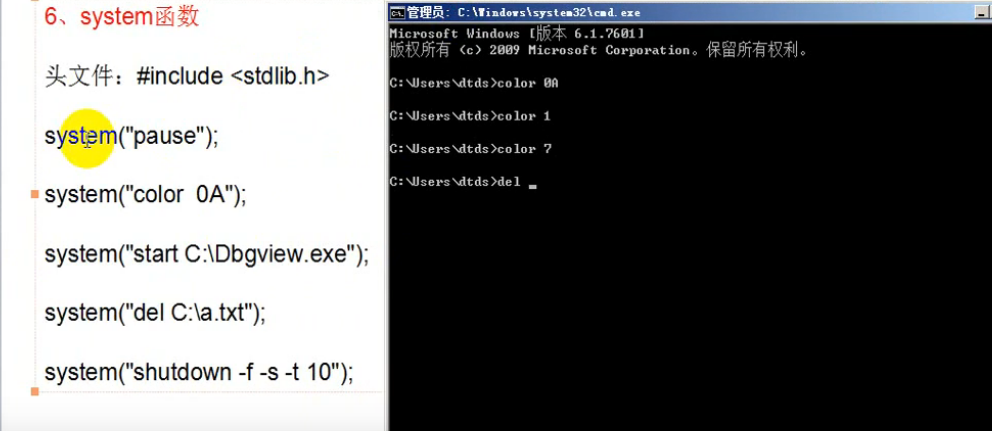 6、system函数
头文件：#include <stdlib.h>
system("pause");
system("color  0A");
system("start C:\Dbgview.exe");
system("del C:\a.txt");
system("shutdown -f -s -t 10");
管理员: C:\Windows\system32\cmd.exe
Microsoft Windows [版本 6.1.7601]
版权所有 (c) 2009 Microsoft Corporation。保留所有权利。
C:\Users\dtds>color 0A
C:\Users\dtds>color 1
C:\Users\dtds>color 7
C:\Users\dtds>del _